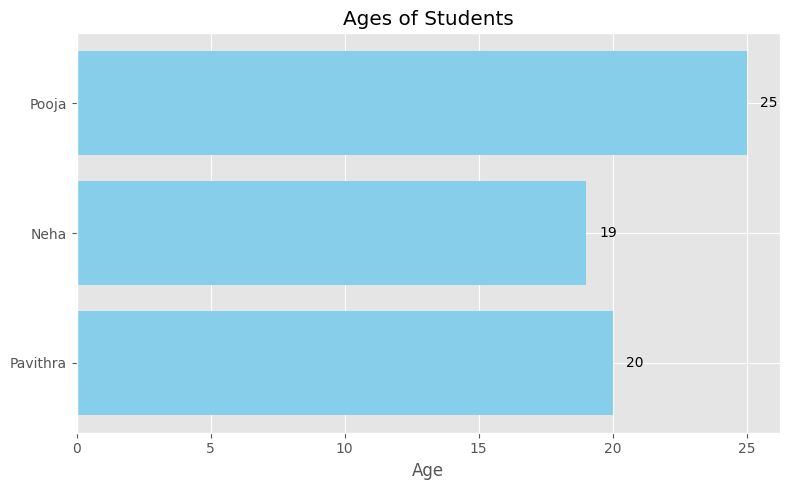 Ages of Students
Pooja
25
Neha
19
Pavithra
20
0 5 10 15 20 25
Age